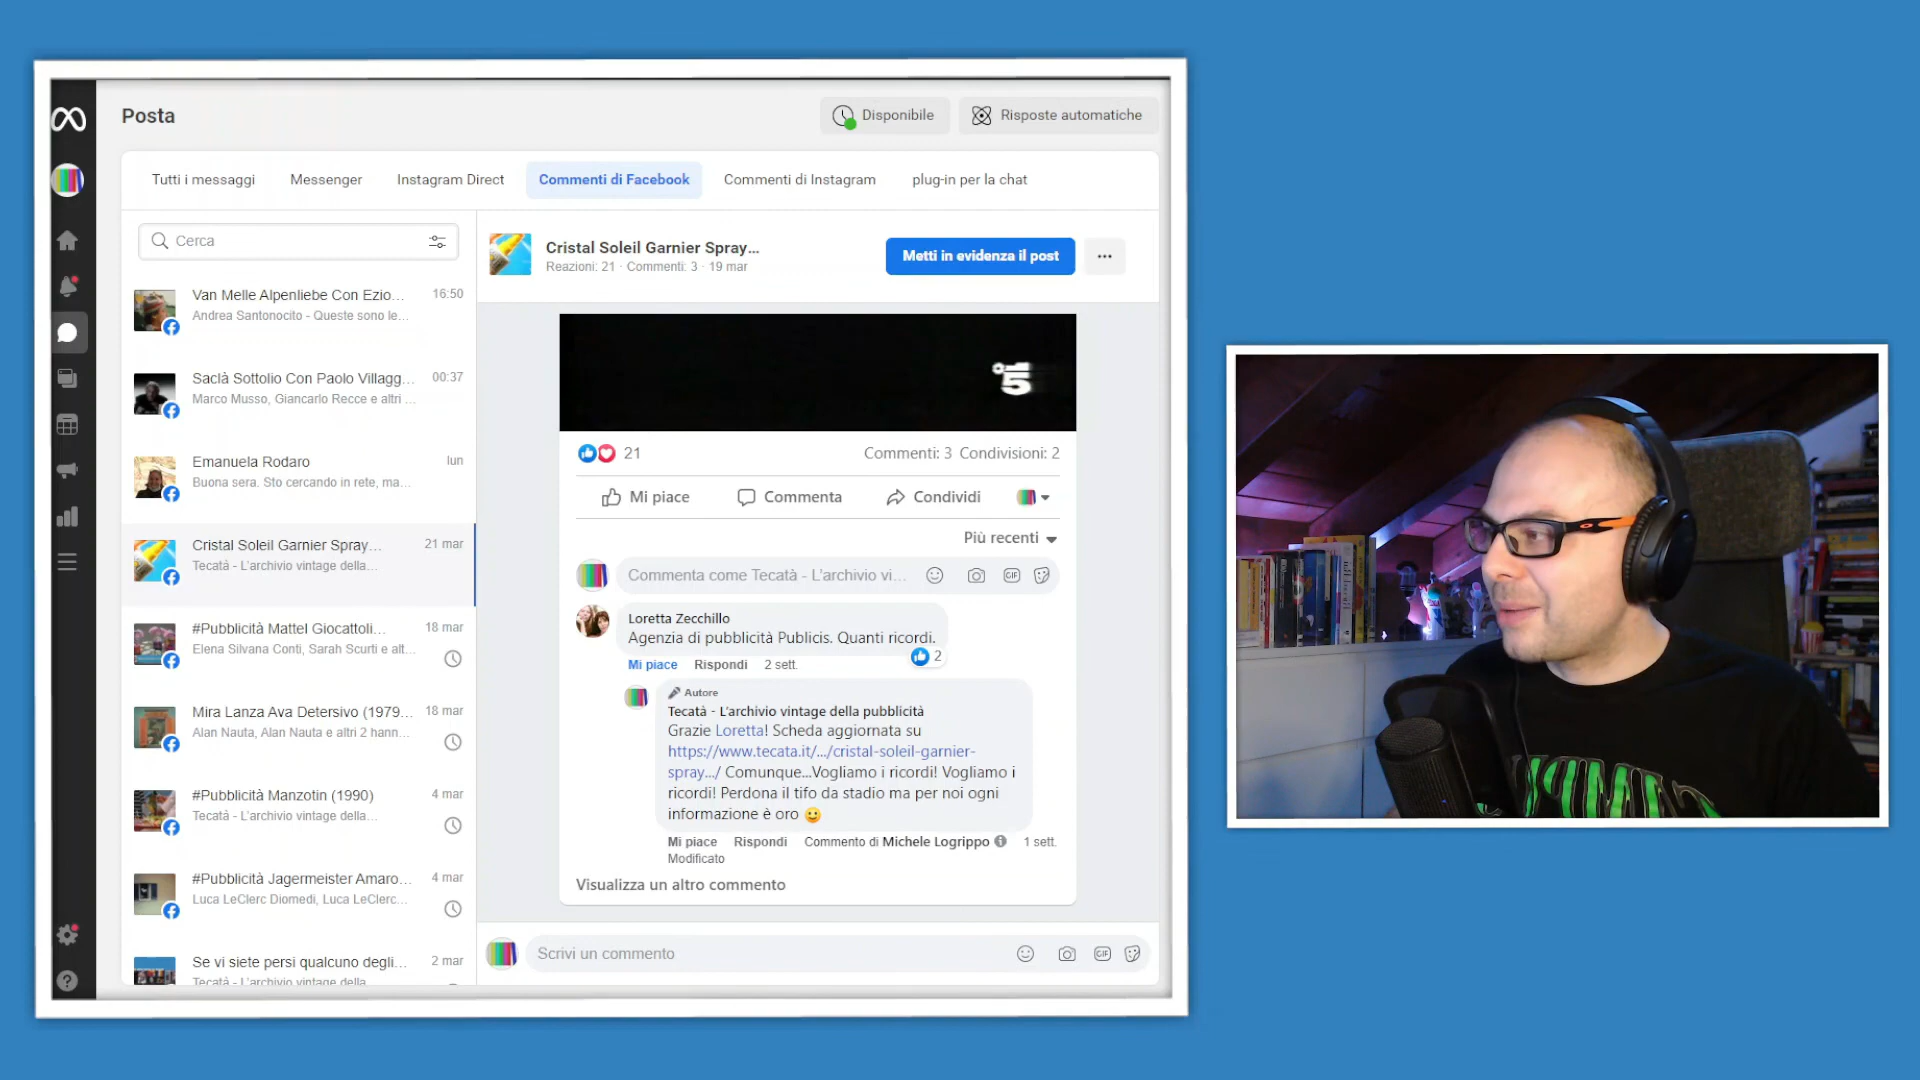 Posta
Disponibile
Risposte automatiche
Tutti i messaggi
Messenger
Instagram Direct
Commenti di Facebook
Commenti di Instagram
plug-in per la chat
Cerca
Van Melle Alpenliebe Con Ezio...
16:50
Andrea Santonocito - Queste sono le...
Saclà Sottolio Con Paolo Villagg...
00:37
Marco Musso, Giancarlo Recce e altri ...
Emanuela Rodaro
lun
Buona sera. Sto cercando in rete, ma...
Cristal Soleil Garnier Spray...
21 mar
Tecatà - L'archivio vintage della...
#Pubblicità Mattel Giocattoli...
18 mar
Elena Silvana Conti, Sarah Scurti e alt...
Mira Lanza Ava Detersivo (1979...
18 mar
Alan Nauta, Alan Nauta e altri 2 hann...
#Pubblicità Manzotin (1990)
4 mar
Tecatà - L'archivio vintage della...
#Pubblicità Jagermeister Amaro...
4 mar
Luca LeClerc Diomedi, Luca LeClerc...
Se vi siete persi qualcuno degli...
2 mar
Tecatà - L'archivio vintage della
Cristal Soleil Garnier Spray...
Reazioni: 21 · Commenti: 3 · 19 mar
Metti in evidenza il post
5
21
Commenti: 3 Condivisioni: 2
Mi piace
Commenta
Condividi
Più recenti
Commenta come Tecatà - L'archivio vi...
GIF
Loretta Zecchillo
Agenzia di pubblicità Publicis. Quanti ricordi.
2
Mi piace Rispondi 2 sett.
Autore
Tecatà - L'archivio vintage della pubblicità
Grazie Loretta! Scheda aggiornata su
https://www.tecata.it/.../cristal-soleil-garnier-
spray.../ Comunque...Vogliamo i ricordi! Vogliamo i
ricordi! Perdona il tifo da stadio ma per noi ogni
informazione è oro
Mi piace Rispondi Commento di Michele Logrippo 1 sett.
Modificato
Visualizza un altro commento
Scrivi un commento
GIF